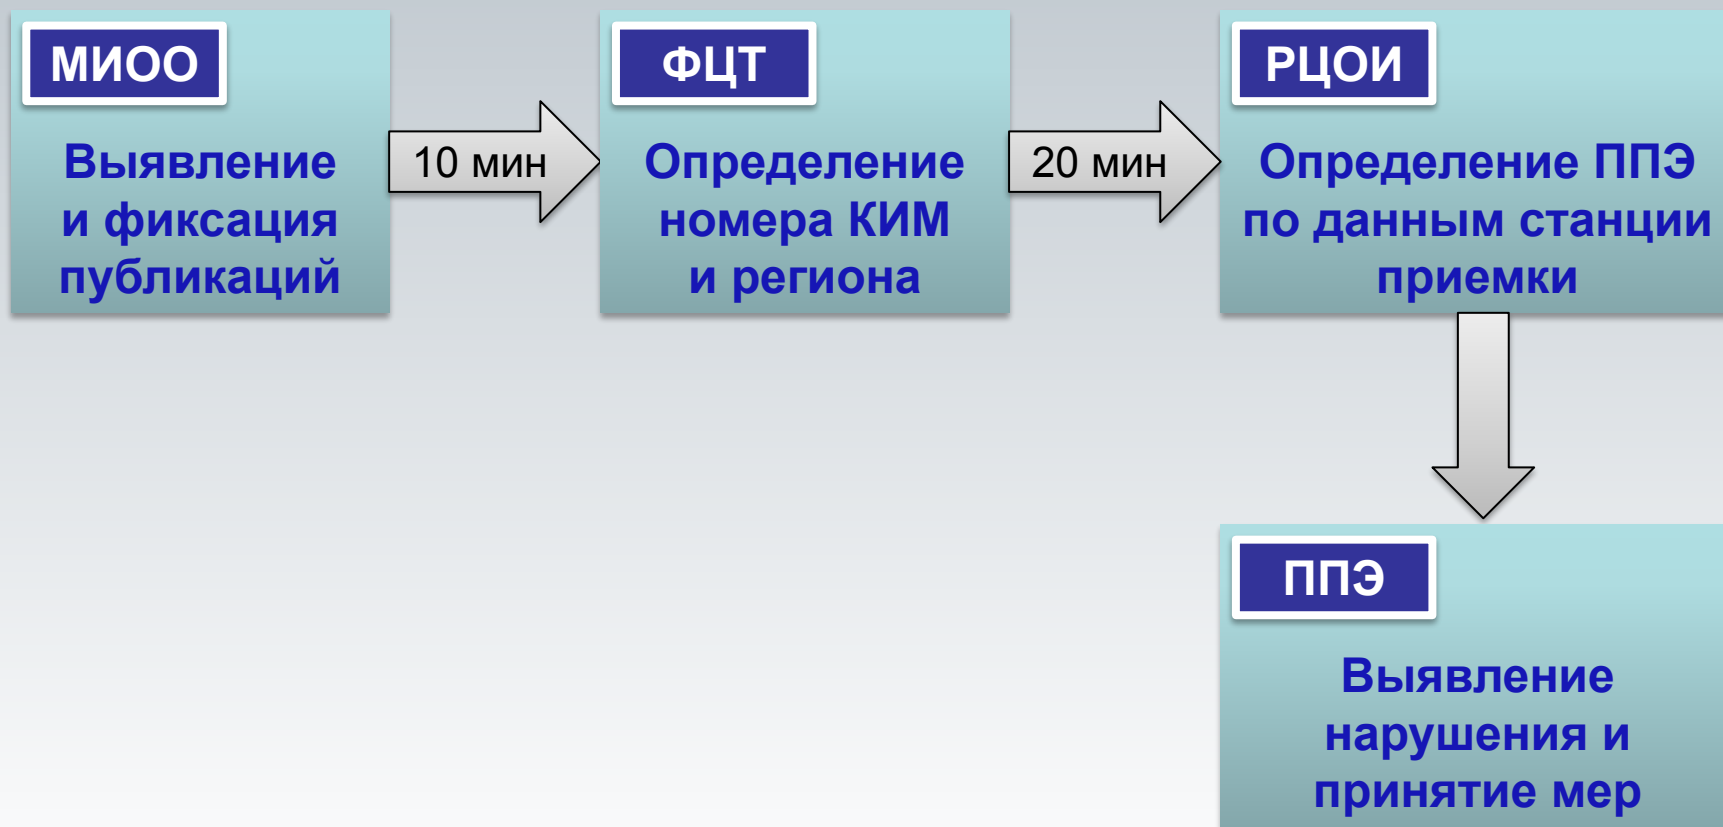 МИОО
Выявление
и фиксация
публикаций
10 мин
ФЦТ
Определение
номера КИМ
и региона
20 мин
РЦОИ
Определение ППЭ
по данным станции
приемки
ППЭ
Выявление
нарушения и
принятие мер